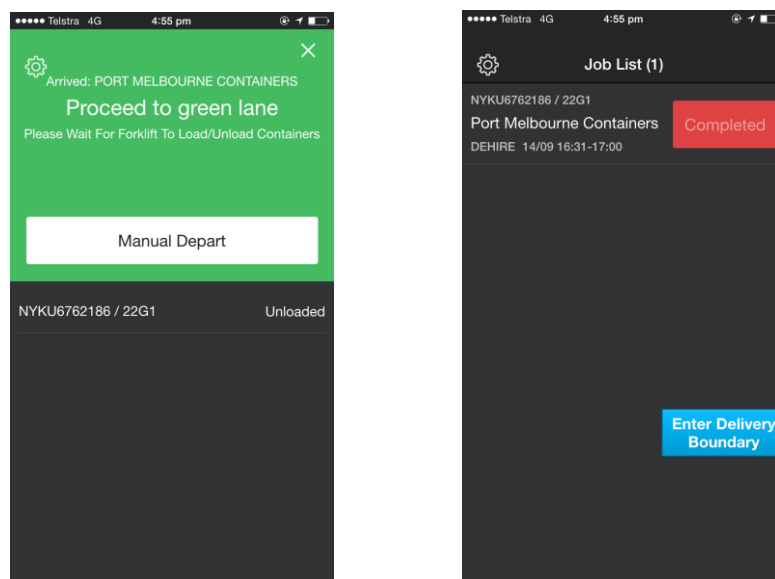 Telstra 4G 4:55 pm
Arrived: PORT MELBOURNE CONTAINERS
Proceed to green lane
Please Wait For Forklift To Load/Unload Containers
Manual Depart
NYKU6762186 / 22G1 Unloaded
Telstra 4G 4:55 pm
Job List (1)
NYKU6762186 / 22G1
Port Melbourne Containers
Completed
DEHIRE 14/09 16:31-17:00
Enter Delivery
Boundary